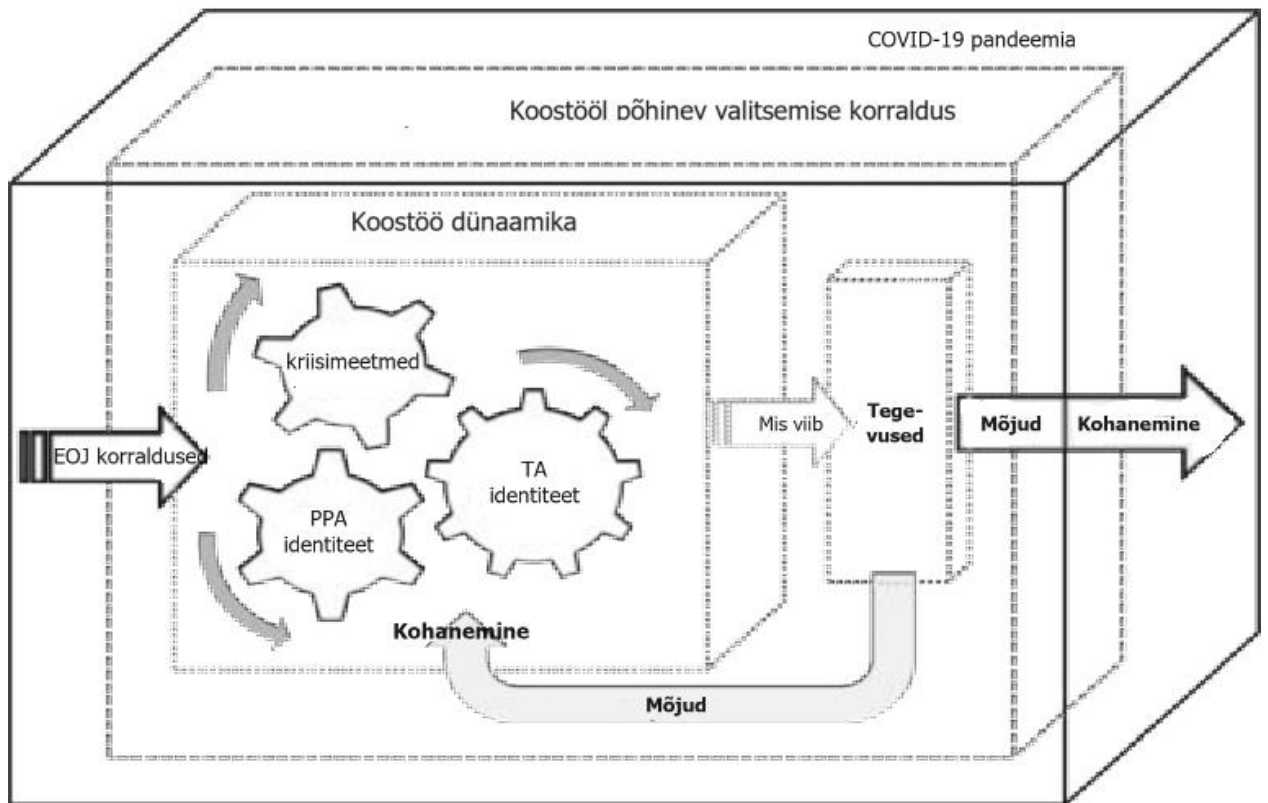 COVID-19 pandeemia
Koostööl põhinev valitsemise korraldus
Koostöö dünaamika
kriisimeetmed
EOJ korraldused
PPA
identiteet
TA
identiteet
Mis viib
Tege-
vused
Mõjud
Kohanemine
Kohanemine
Mõjud